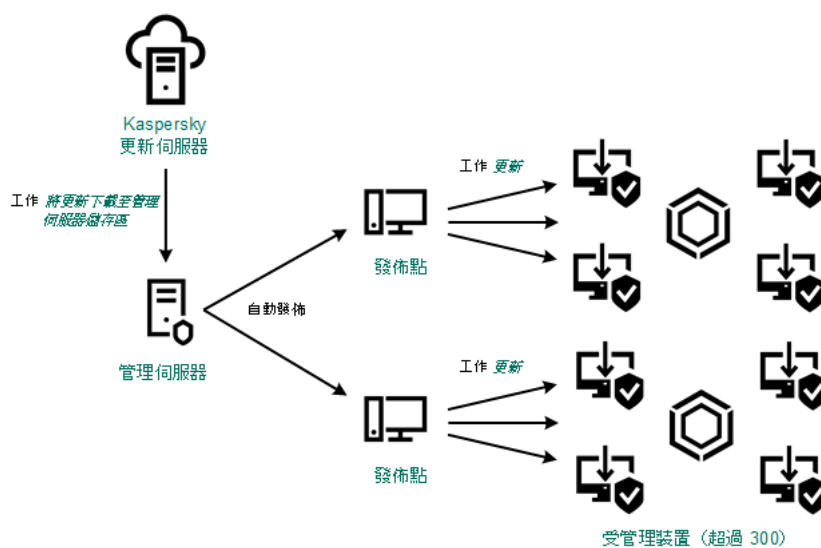 Kaspersky
更新伺服器
工作 將更新下載至管理
伺服器儲存區
管理伺服器
自動發佈
工作 更新
發佈點
工作 更新
發佈點
受管理裝置（超過 300）